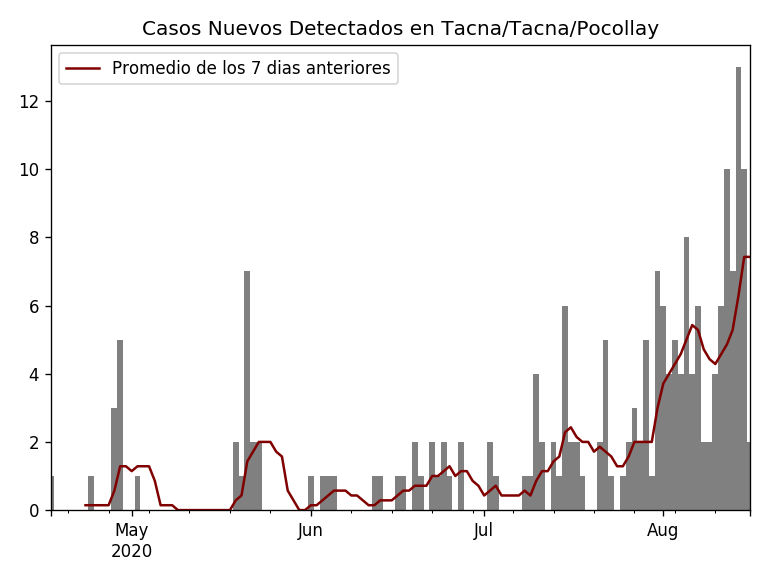 Casos Nuevos Detectados en Tacna/Tacna/Pocollay
Promedio de los 7 dias anteriores
12
10
8
6
4
2
0
May Jun Jul Aug
2020